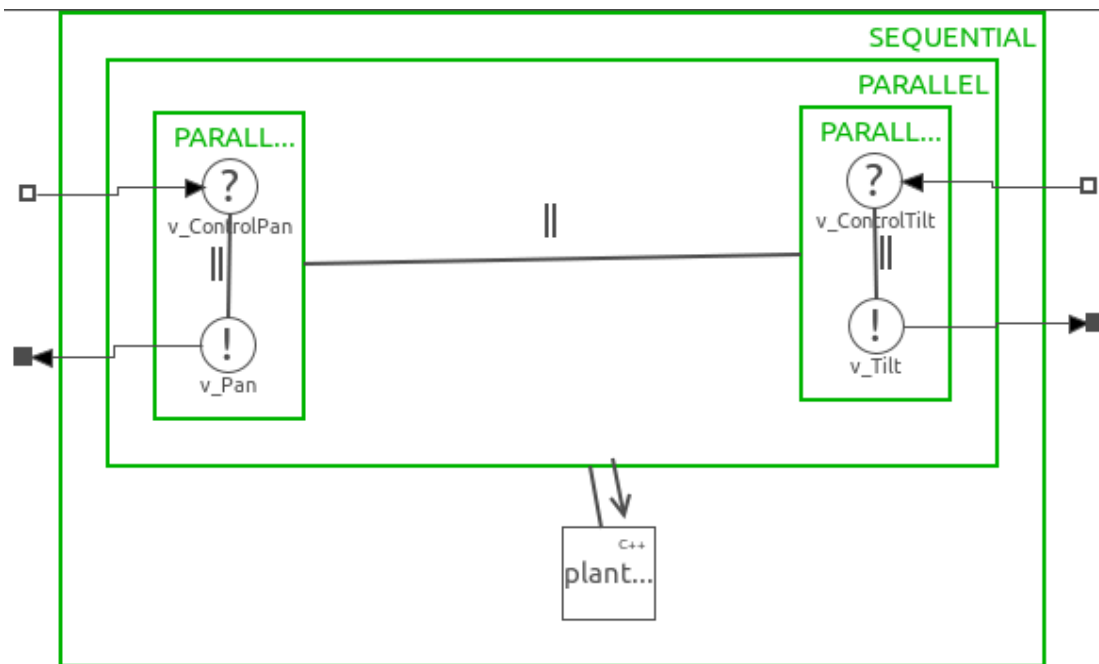 SEQUENTIAL
PARALLEL
PARALL...
PARALL...
?
?
v_ControlPan
v_ControlTilt
||
||
||
!
!
v_Pan
v_Tilt
C++
plant...